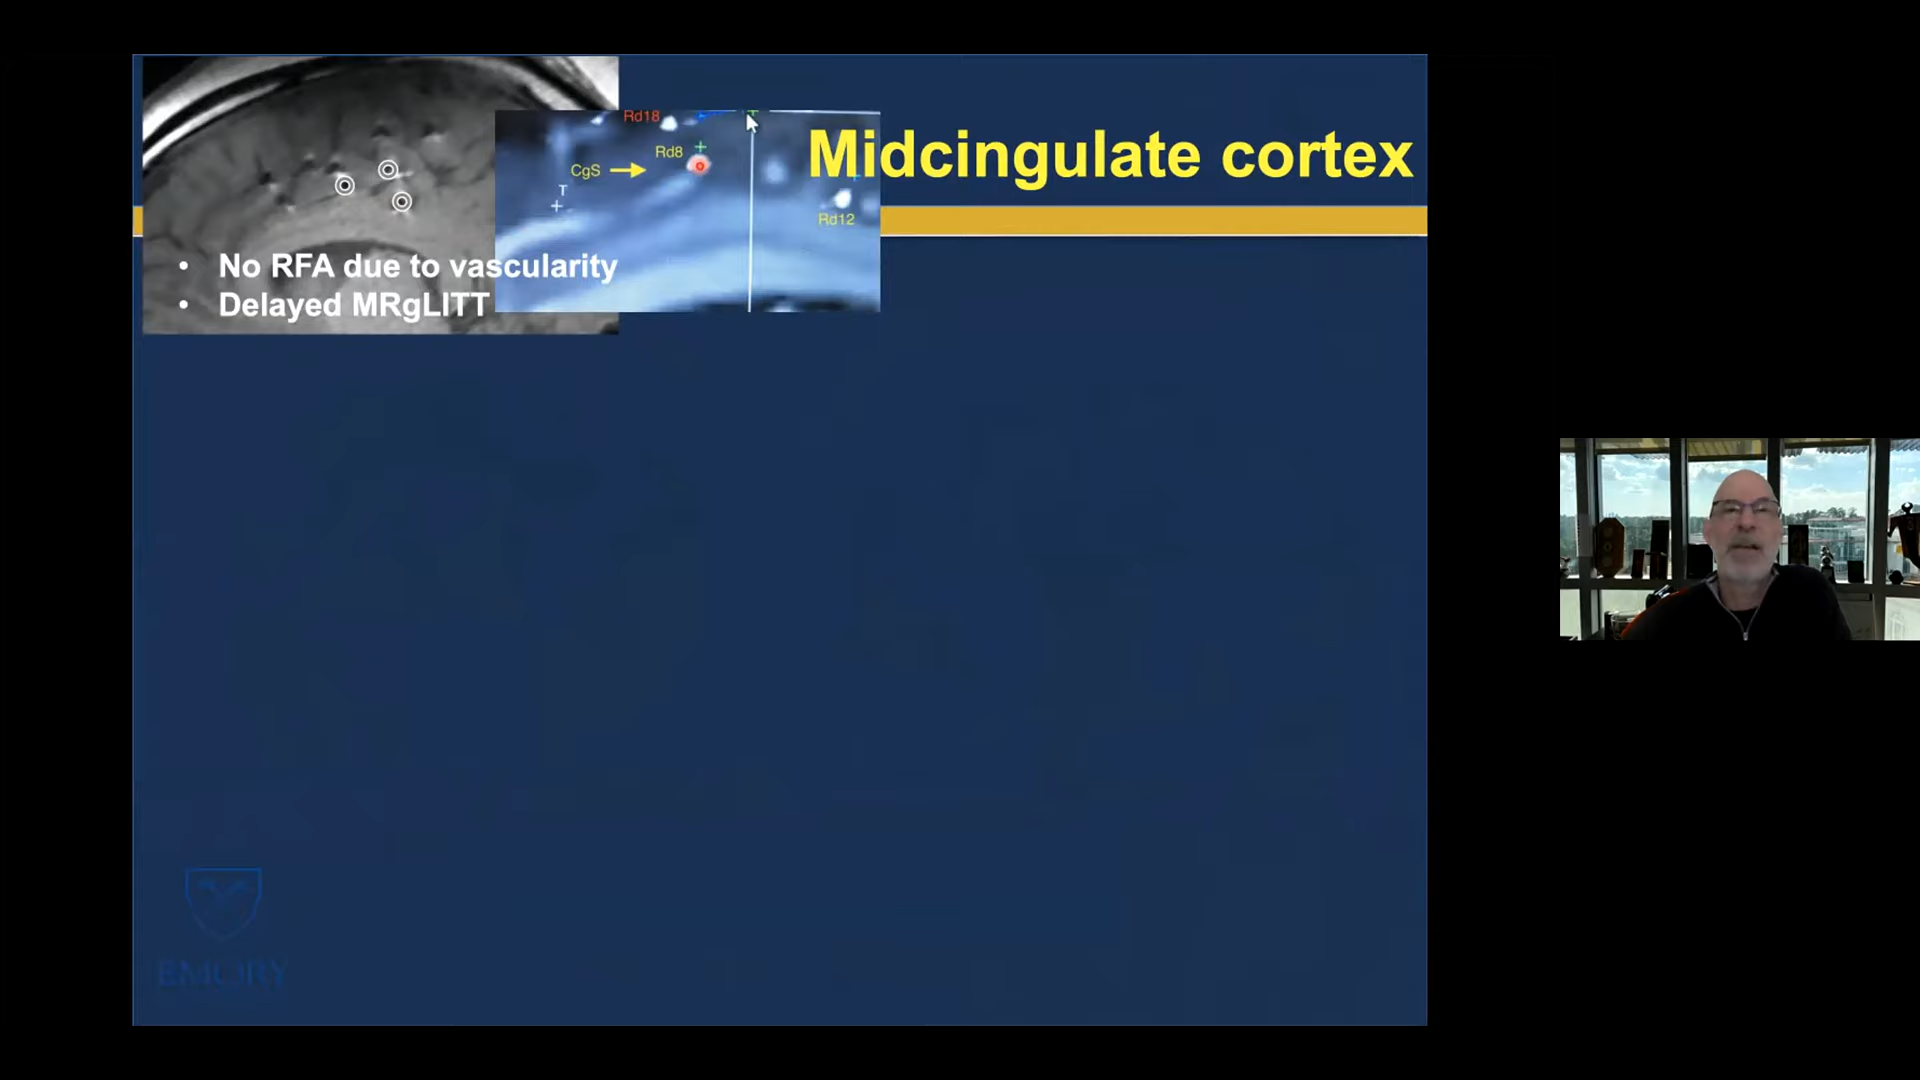 Midcingulate cortex
Rd18
Rd8
CgS
T
Rd12
• No RFA due to vascularity
• Delayed MRgLITT
EMORY